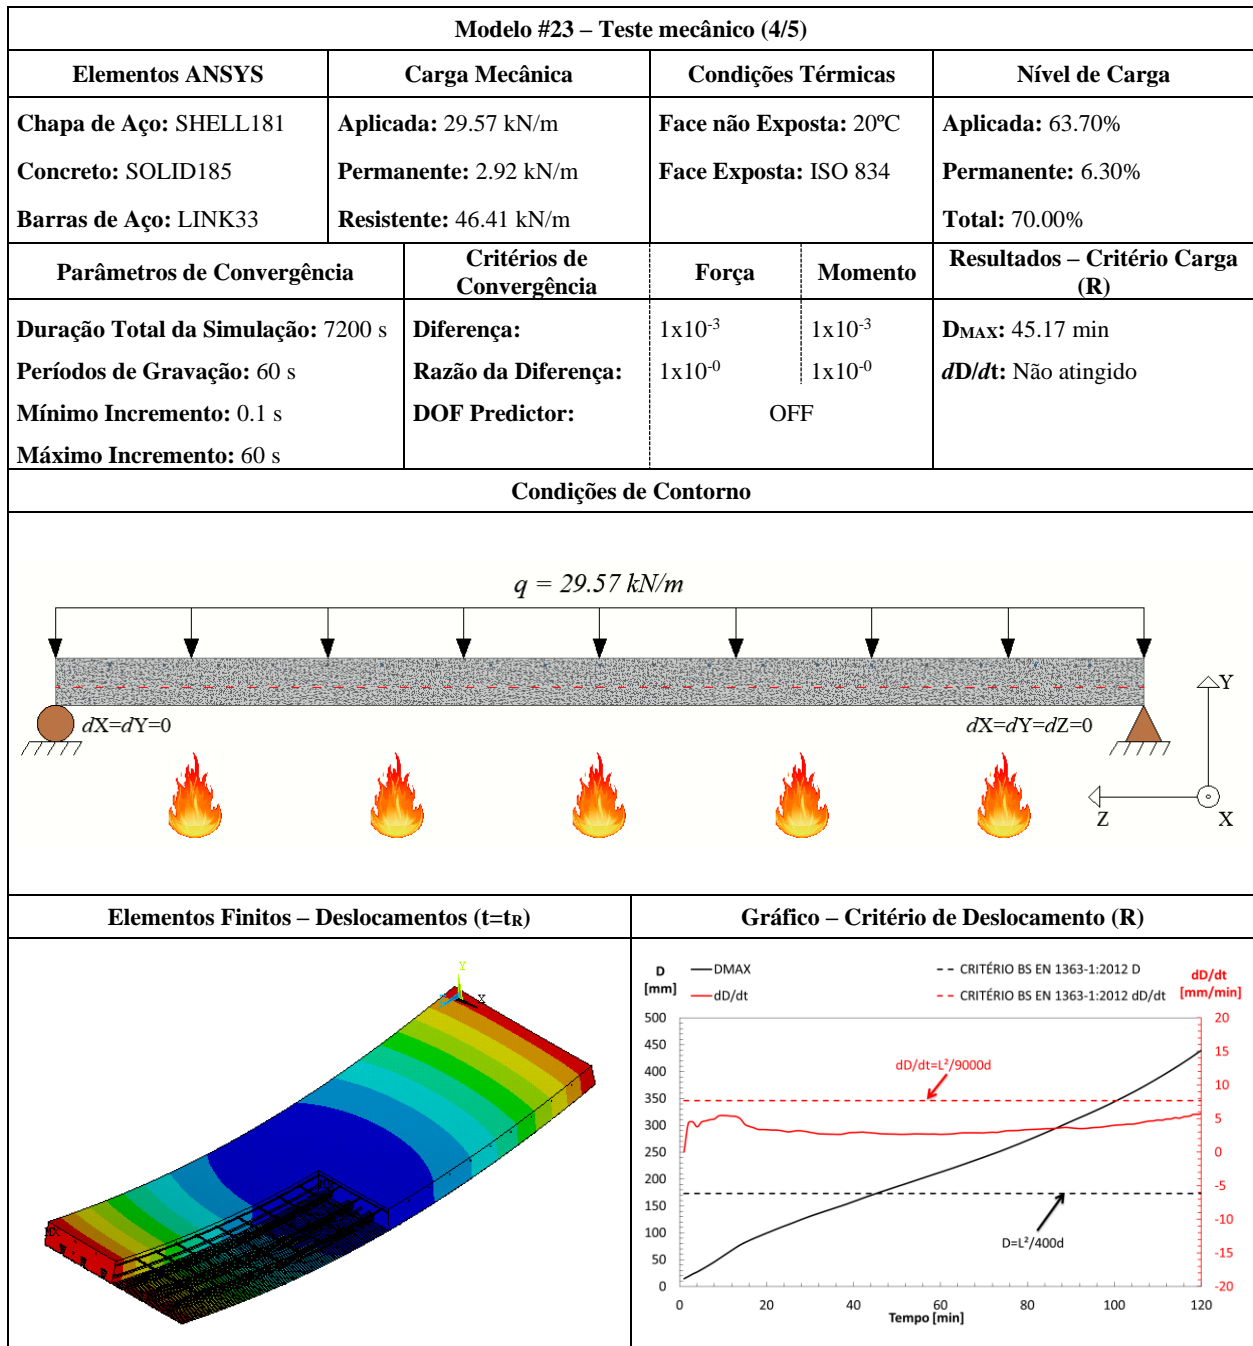 Modelo #23 – Teste mecânico (4/5)
Elementos ANSYS
Carga Mecânica
Condições Térmicas
Nível de Carga
Chapa de Aço: SHELL181
Concreto: SOLID185
Barras de Aço: LINK33
Aplicada: 29.57 kN/m
Permanente: 2.92 kN/m
Resistente: 46.41 kN/m
Face não Exposta: 20ºC
Face Exposta: ISO 834
Aplicada: 63.70%
Permanente: 6.30%
Total: 70.00%
Parâmetros de Convergência
Critérios de
Convergência
Força
Momento
Resultados – Critério Carga
(R)
Duração Total da Simulação: 7200 s
Períodos de Gravação: 60 s
Mínimo Incremento: 0.1 s
Máximo Incremento: 60 s
Diferença: 1x10⁻³ 1x10⁻³
Razão da Diferença: 1x10⁻⁰ 1x10⁻⁰
DOF Predictor: OFF
DMAX: 45.17 min
dD/dt: Não atingido
Condições de Contorno
q = 29.57 kN/m
dX=dY=0
dX=dY=dZ=0
Y
Z
X
Elementos Finitos – Deslocamentos (t=tR)
Y
X
MX
Gráfico – Critério de Deslocamento (R)
D
[mm]
DMAX
dD/dt
CRITÉRIO BS EN 1363-1:2012 D
CRITÉRIO BS EN 1363-1:2012 dD/dt
dD/dt
[mm/min]
500
450
400
350
300
250
200
150
100
50
0
dD/dt=L²/9000d
D=L²/400d
20
15
10
5
0
-5
-10
-15
-20
0 20 40 60 80 100 120
Tempo [min]